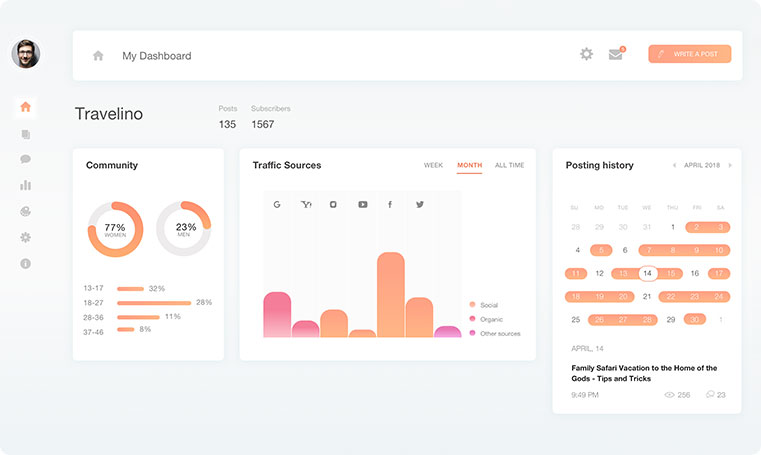 My Dashboard
6
WRITE A POST
Travelino
Posts
135
Subscribers
1567
Community
77%
WOMEN
23%
MEN
13-17 32%
18-27 28%
28-36 11%
37-46 8%
Traffic Sources
WEEK MONTH ALL TIME
G Y!
f
Social
Organic
Other sources
Posting history
APRIL 2018
SU MO TUE WE THU FRI SA
28 29 30 31 1 2 3
4 5 6 7 8 9 10
11 12 13 14 15 16 17
18 19 20 21 22 23 24
25 26 27 28 29 30 1
APRIL, 14
Family Safari Vacation to the Home of the
Gods - Tips and Tricks
9:49 PM 256 23